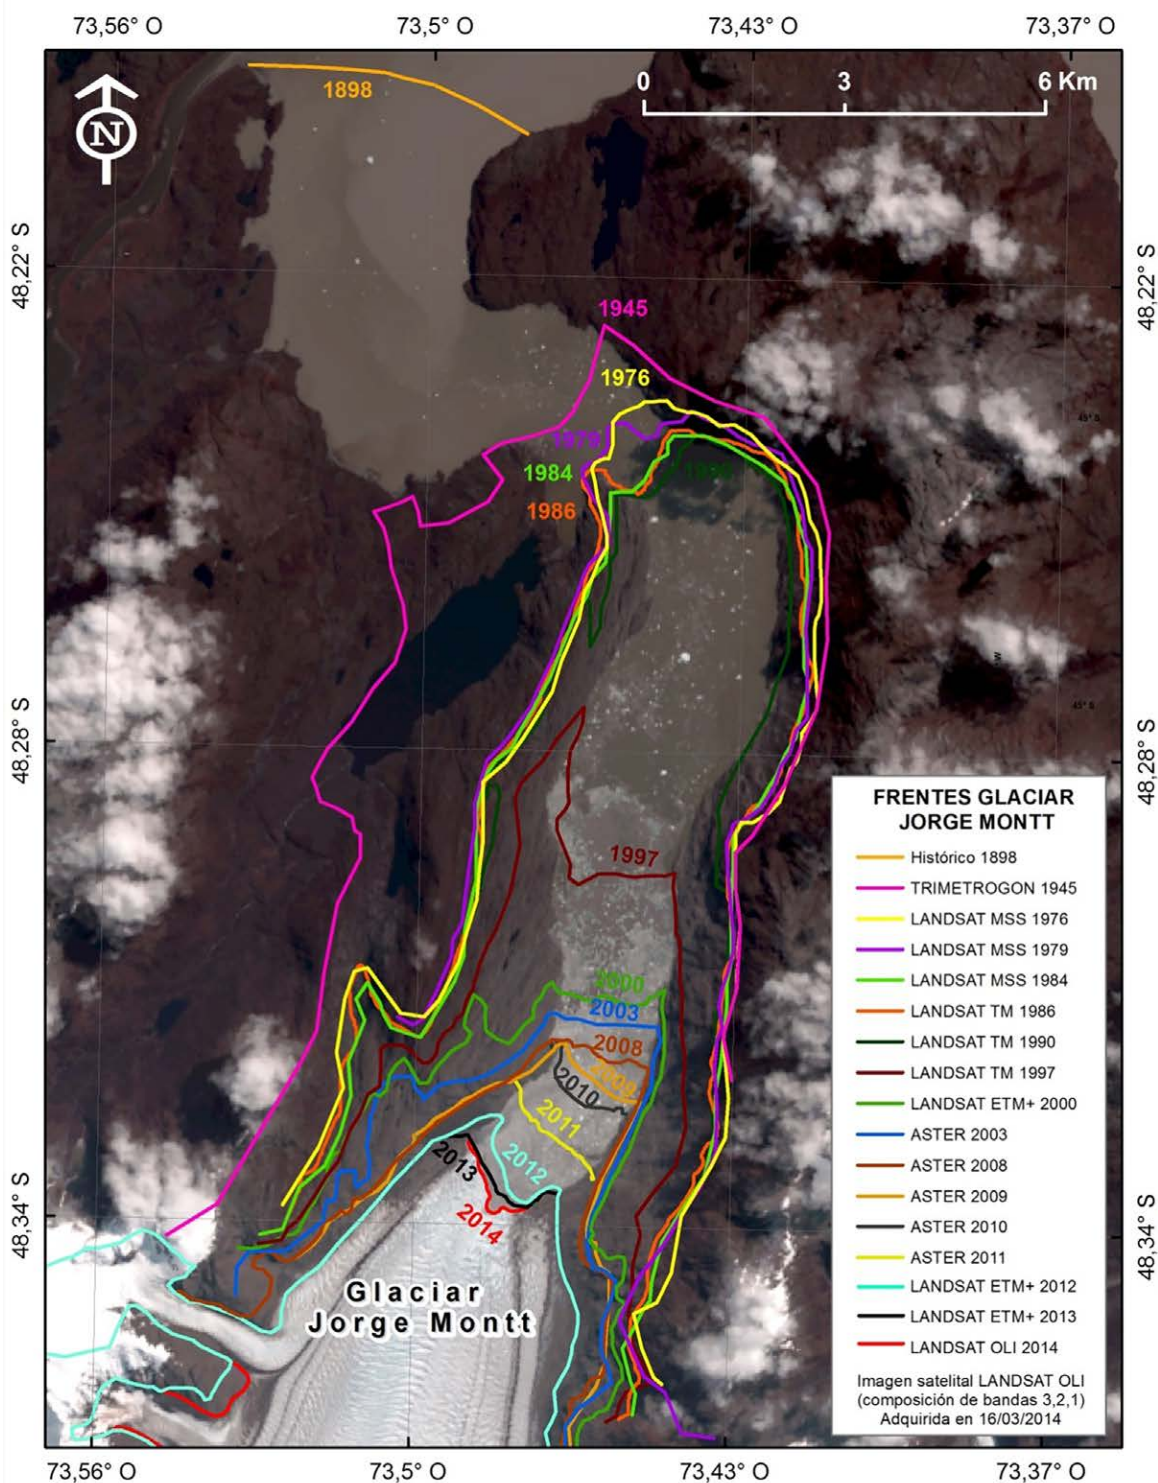 73,56° O
73,5° O
73,43° O
73,37° O
N
1898
0
3
6 Km
48,22° S
48,22° S
1945
1976
1979
1984
1986
1990
48,28° S
48,28° S
1997
2000
2003
2008
2009
2010
2011
2012
2013
2014
48,34° S
48,34° S
Glaciar
Jorge Montt
FRENTES GLACIAR
JORGE MONTT
Histórico 1898
TRIMETROGON 1945
LANDSAT MSS 1976
LANDSAT MSS 1979
LANDSAT MSS 1984
LANDSAT TM 1986
LANDSAT TM 1990
LANDSAT TM 1997
LANDSAT ETM+ 2000
ASTER 2003
ASTER 2008
ASTER 2009
ASTER 2010
ASTER 2011
LANDSAT ETM+ 2012
LANDSAT ETM+ 2013
LANDSAT OLI 2014
Imagen satelital LANDSAT OLI
(composición de bandas 3,2,1)
Adquirida en 16/03/2014
73,56° O
73,5° O
73,43° O
73,37° O